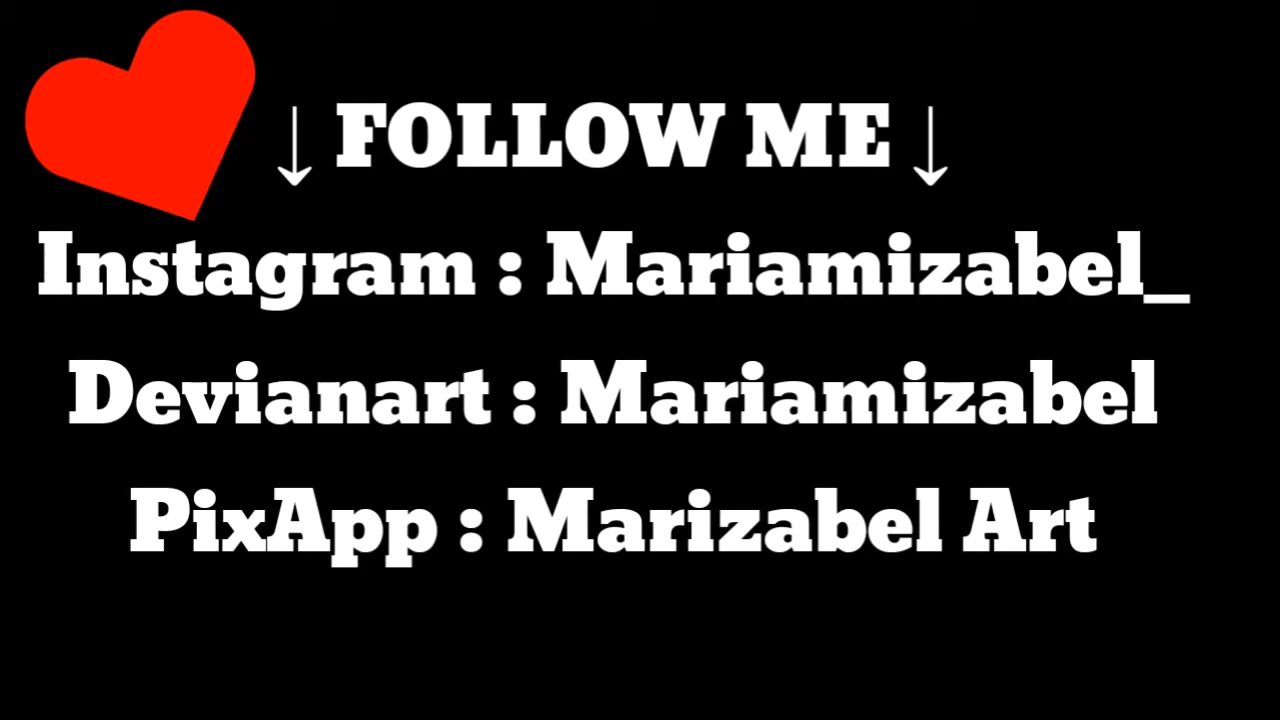 ↓ FOLLOW ME ↓
Instagram : Mariamizabel_
Devianart : Mariamizabel
PixApp : Marizabel Art